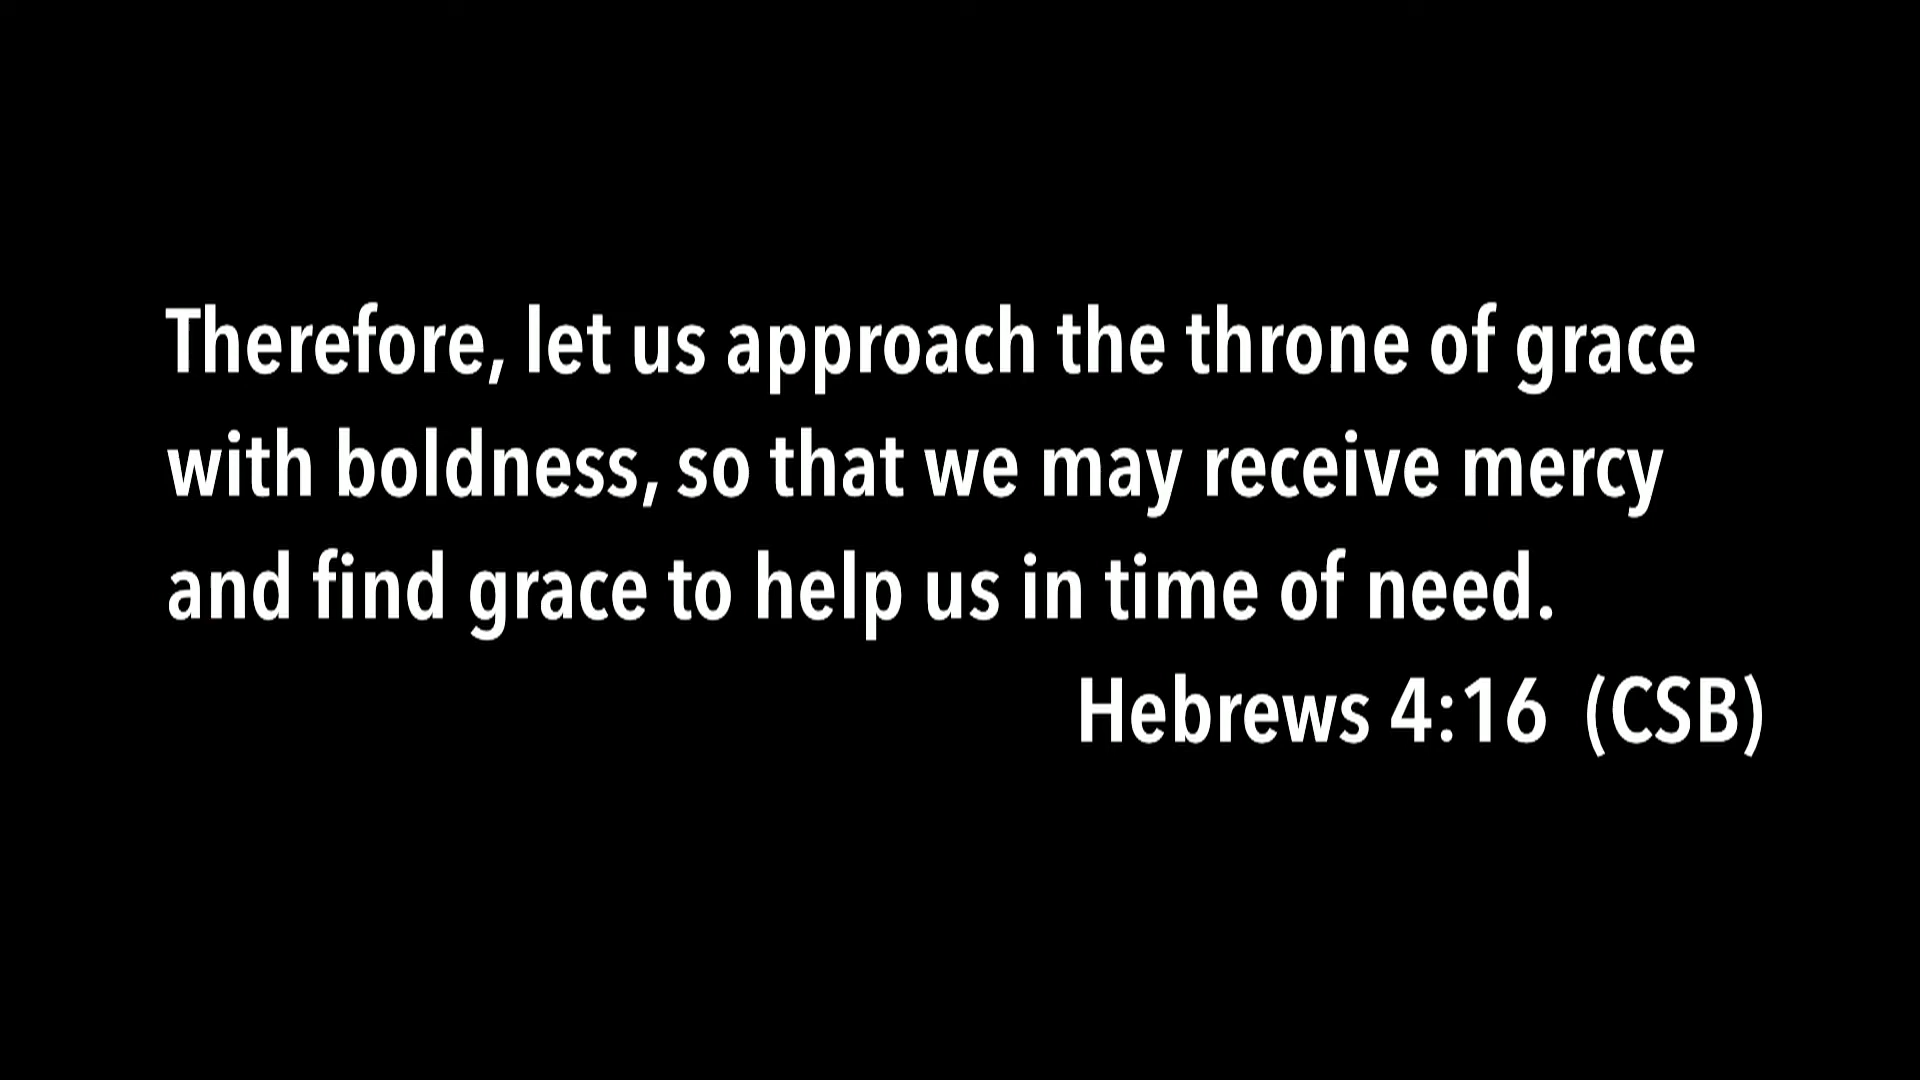 Therefore, let us approach the throne of grace
with boldness, so that we may receive mercy
and find grace to help us in time of need.
Hebrews 4:16 (CSB)